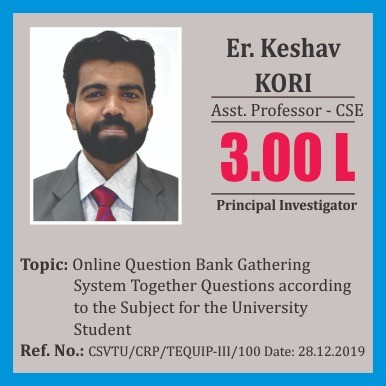 Er. Keshav
KORI
Asst. Professor - CSE
3.00 L
Principal Investigator
Topic: Online Question Bank Gathering
System Together Questions according
to the Subject for the University
Student
Ref. No.: CSVTU/CRP/TEQUIP-III/100 Date: 28.12.2019